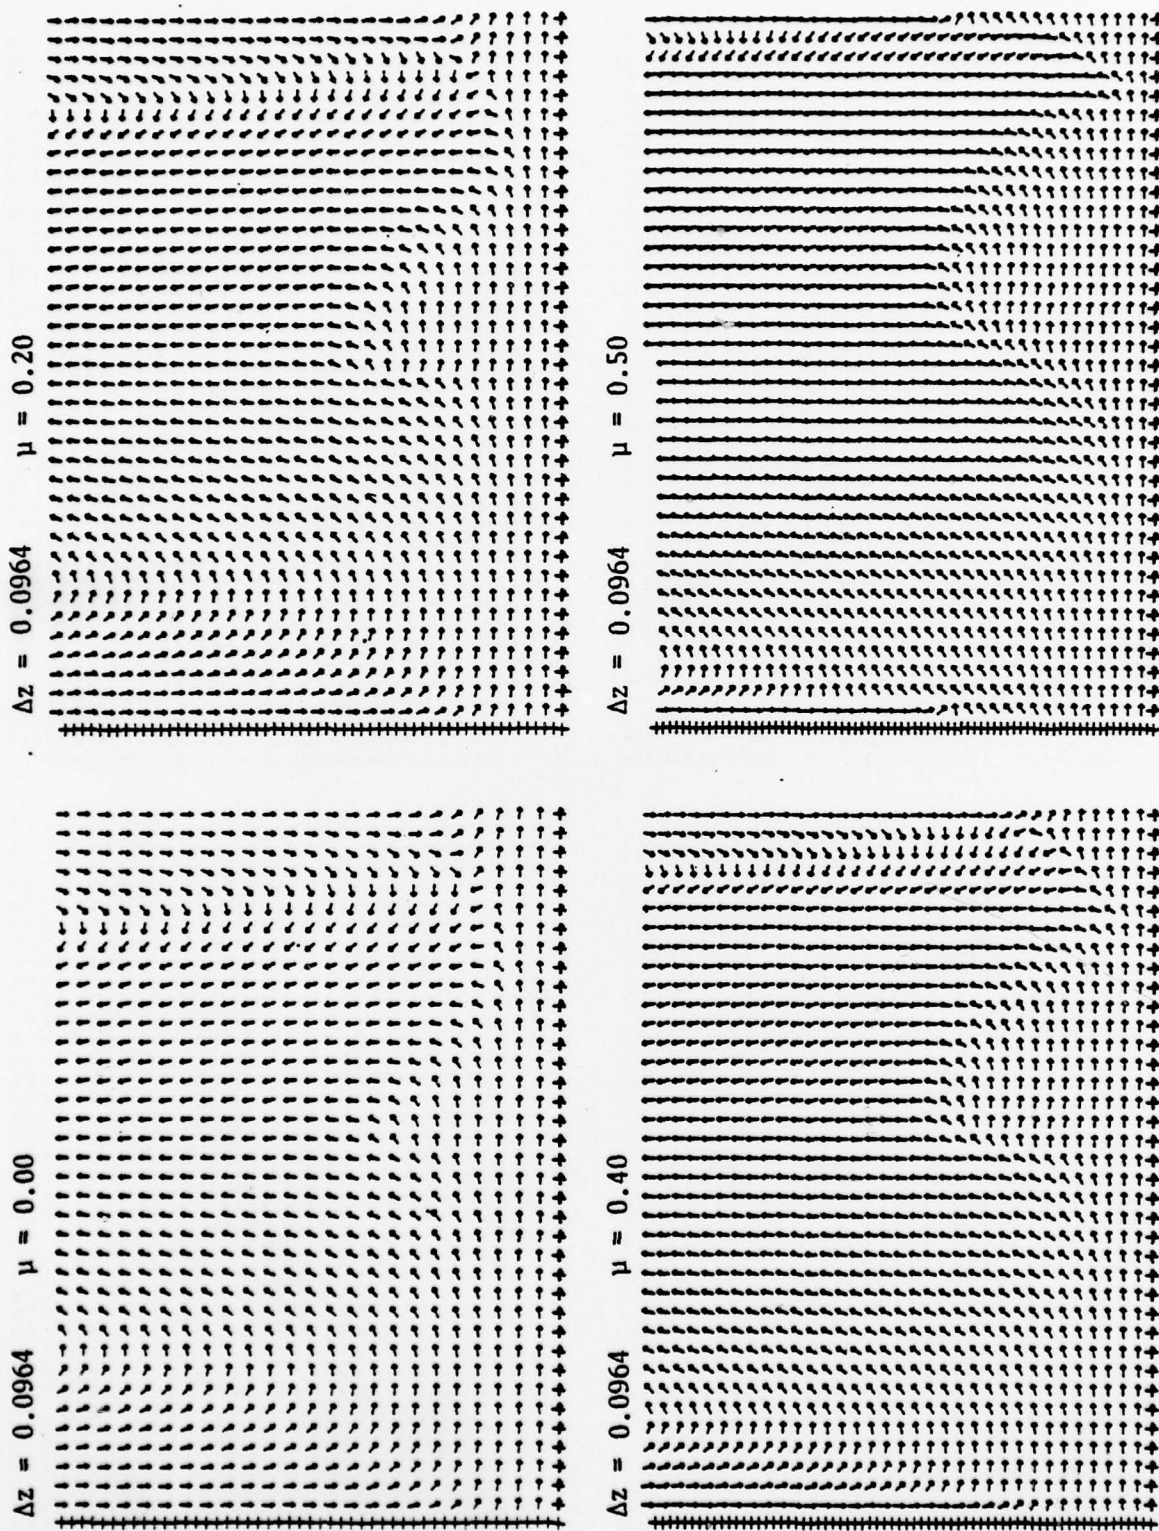 Δz = 0.0964 μ = 0.00
Δz = 0.0964 μ = 0.20
Δz = 0.0964 μ = 0.40
Δz = 0.0964 μ = 0.50